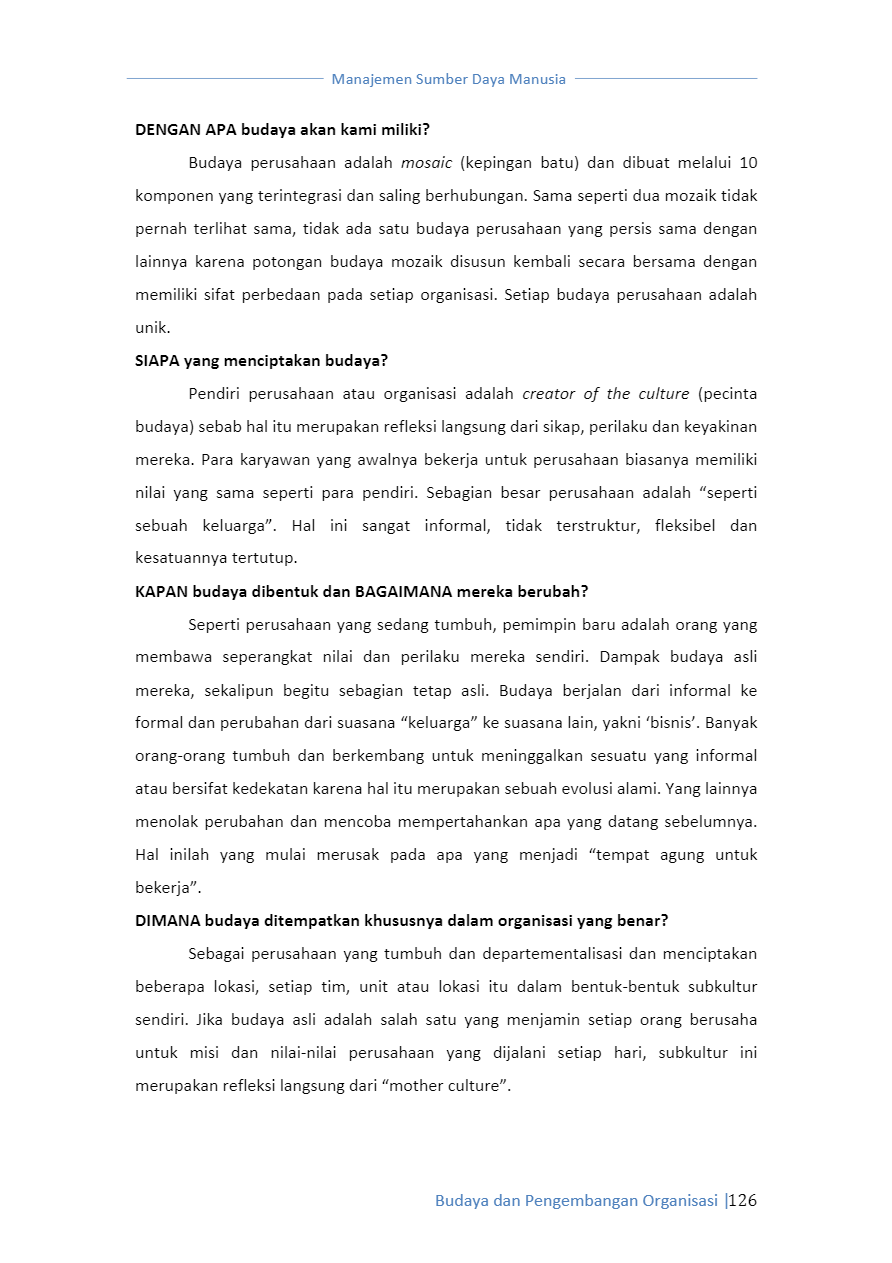 Manajemen Sumber Daya Manusia
DENGAN APA budaya akan kami miliki?
Budaya perusahaan adalah mosaic (kepingan batu) dan dibuat melalui 10
komponen yang terintegrasi dan saling berhubungan. Sama seperti dua mozaik tidak
pernah terlihat sama, tidak ada satu budaya perusahaan yang persis sama dengan
lainnya karena potongan budaya mozaik disusun kembali secara bersama dengan
memiliki sifat perbedaan pada setiap organisasi. Setiap budaya perusahaan adalah
unik.
SIAPA yang menciptakan budaya?
Pendiri perusahaan atau organisasi adalah creator of the culture (pecinta
budaya) sebab hal itu merupakan refleksi langsung dari sikap, perilaku dan keyakinan
mereka. Para karyawan yang awalnya bekerja untuk perusahaan biasanya memiliki
nilai yang sama seperti para pendiri. Sebagian besar perusahaan adalah “seperti
sebuah keluarga”. Hal ini sangat informal, tidak terstruktur, fleksibel dan
kesatuannya tertutup.
KAPAN budaya dibentuk dan BAGAIMANA mereka berubah?
Seperti perusahaan yang sedang tumbuh, pemimpin baru adalah orang yang
membawa seperangkat nilai dan perilaku mereka sendiri. Dampak budaya asli
mereka, sekalipun begitu sebagian tetap asli. Budaya berjalan dari informal ke
formal dan perubahan dari suasana “keluarga” ke suasana lain, yakni ‘bisnis’. Banyak
orang-orang tumbuh dan berkembang untuk meninggalkan sesuatu yang informal
atau bersifat kedekatan karena hal itu merupakan sebuah evolusi alami. Yang lainnya
menolak perubahan dan mencoba mempertahankan apa yang datang sebelumnya.
Hal inilah yang mulai merusak pada apa yang menjadi “tempat agung untuk
bekerja”.
DIMANA budaya ditempatkan khususnya dalam organisasi yang benar?
Sebagai perusahaan yang tumbuh dan departementalisasi dan menciptakan
beberapa lokasi, setiap tim, unit atau lokasi itu dalam bentuk-bentuk subkultur
sendiri. Jika budaya asli adalah salah satu yang menjamin setiap orang berusaha
untuk misi dan nilai-nilai perusahaan yang dijalani setiap hari, subkultur ini
merupakan refleksi langsung dari “mother culture”.
Budaya dan Pengembangan Organisasi |126